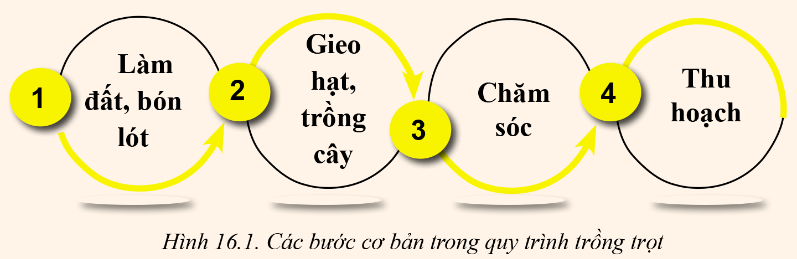 1
Làm
đất, bón
lót
2
Gieo
hạt,
trồng
cây
3
Chăm
sóc
4
Thu
hoạch
Hình 16.1. Các bước cơ bản trong quy trình trồng trọt